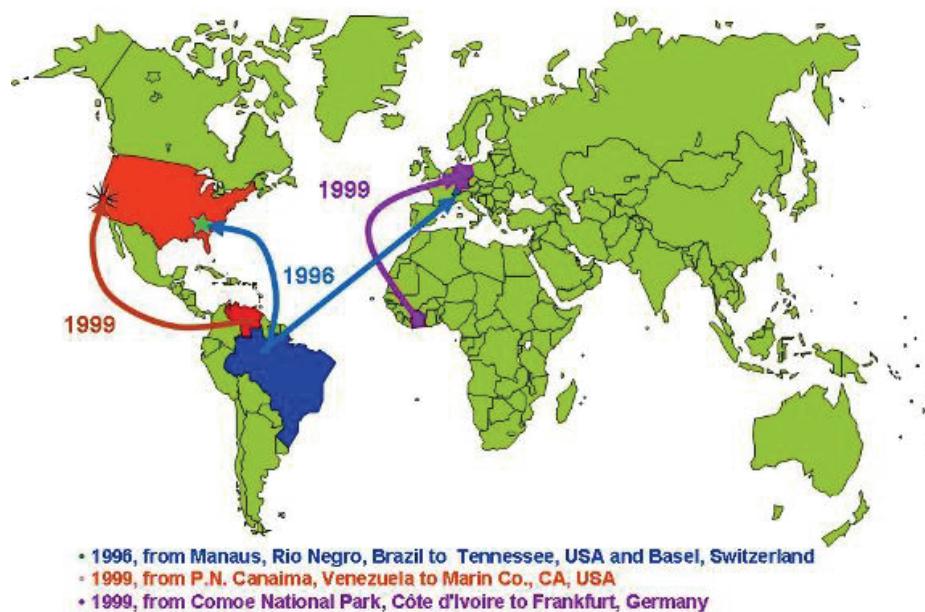 1999
1996
1999
• 1996, from Manaus, Rio Negro, Brazil to Tennessee, USA and Basel, Switzerland
• 1999, from P.N. Canaima, Venezuela to Marin Co., CA, USA
• 1999, from Comoe National Park, Côte d'Ivoire to Frankfurt, Germany